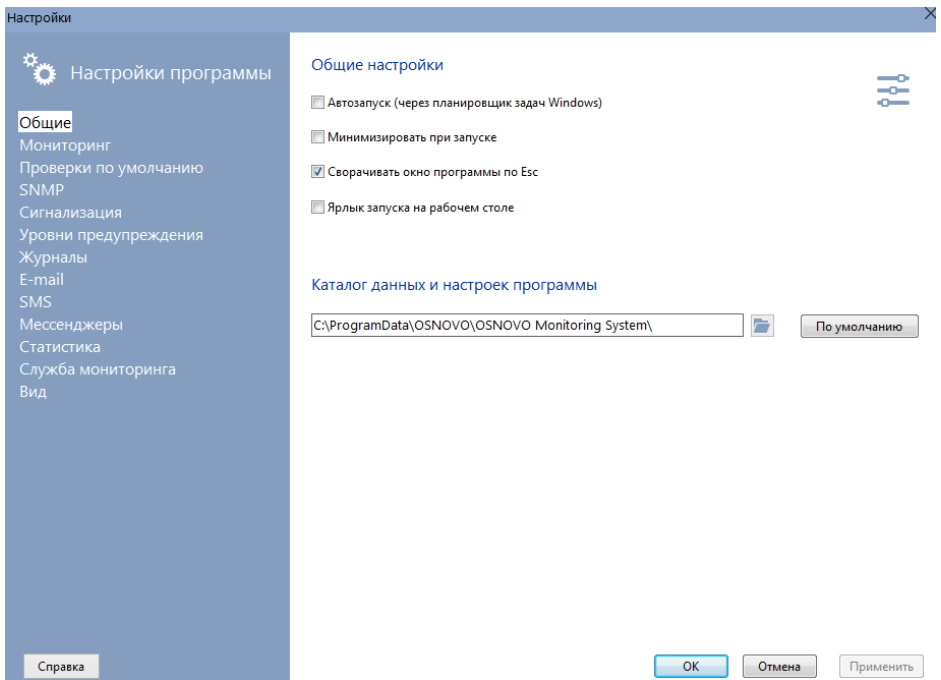 Настройки
Настройки программы
Общие
Мониторинг
Проверки по умолчанию
SNMP
Сигнализация
Уровни предупреждения
Журналы
E-mail
SMS
Мессенджеры
Статистика
Служба мониторинга
Вид
Справка
Общие настройки
Автозапуск (через планировщик задач Windows)
Минимизировать при запуске
Сворачивать окно программы по Esc
Ярлык запуска на рабочем столе
Каталог данных и настроек программы
C:\ProgramData\OSNOVO\OSNOVO Monitoring System\
По умолчанию
OK
Отмена
Применить